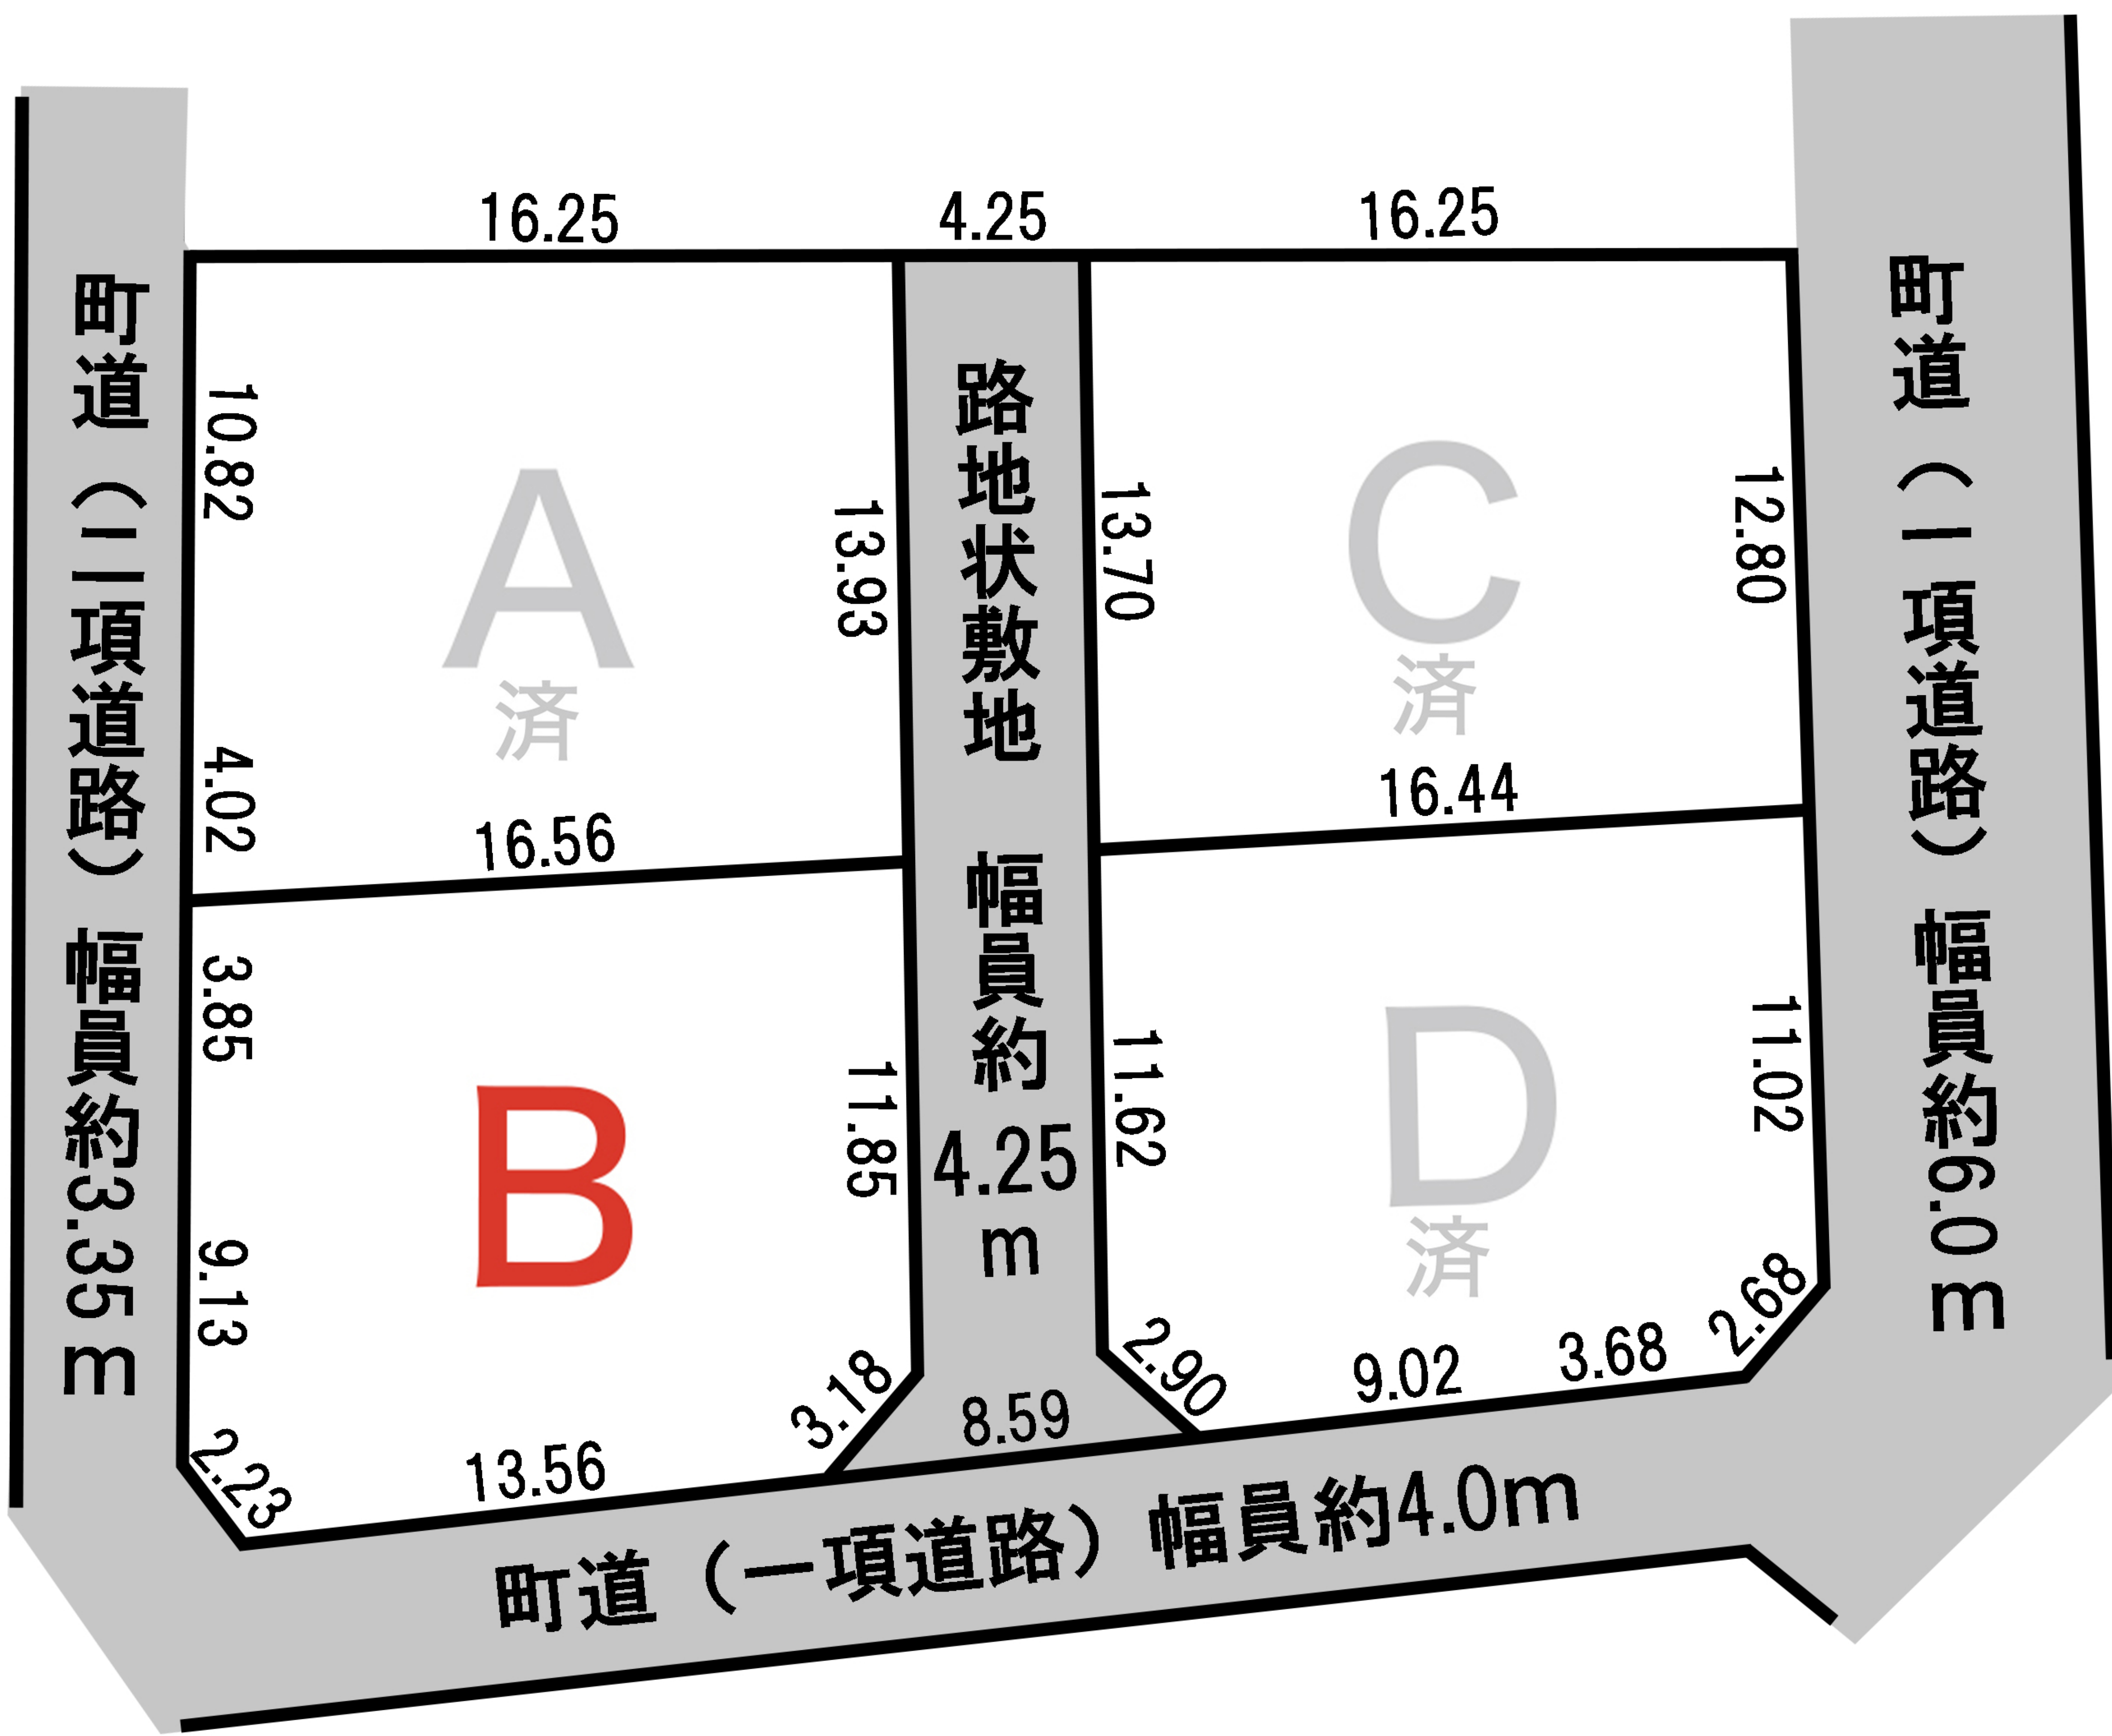 16.25
4.25
16.25
町道（二項道路）幅員約3.35m
10.82
4.02
A
済
13.93
16.56
路地状敷地 幅員約4.25m
13.70
C
済
12.80
16.44
町道（一項道路）幅員約6.0m
3.85
9.13
B
11.85
2.23
13.56
3.18
8.59
11.62
D
済
11.02
2.90
9.02
3.68
2.68
町道（一項道路）幅員約4.0m